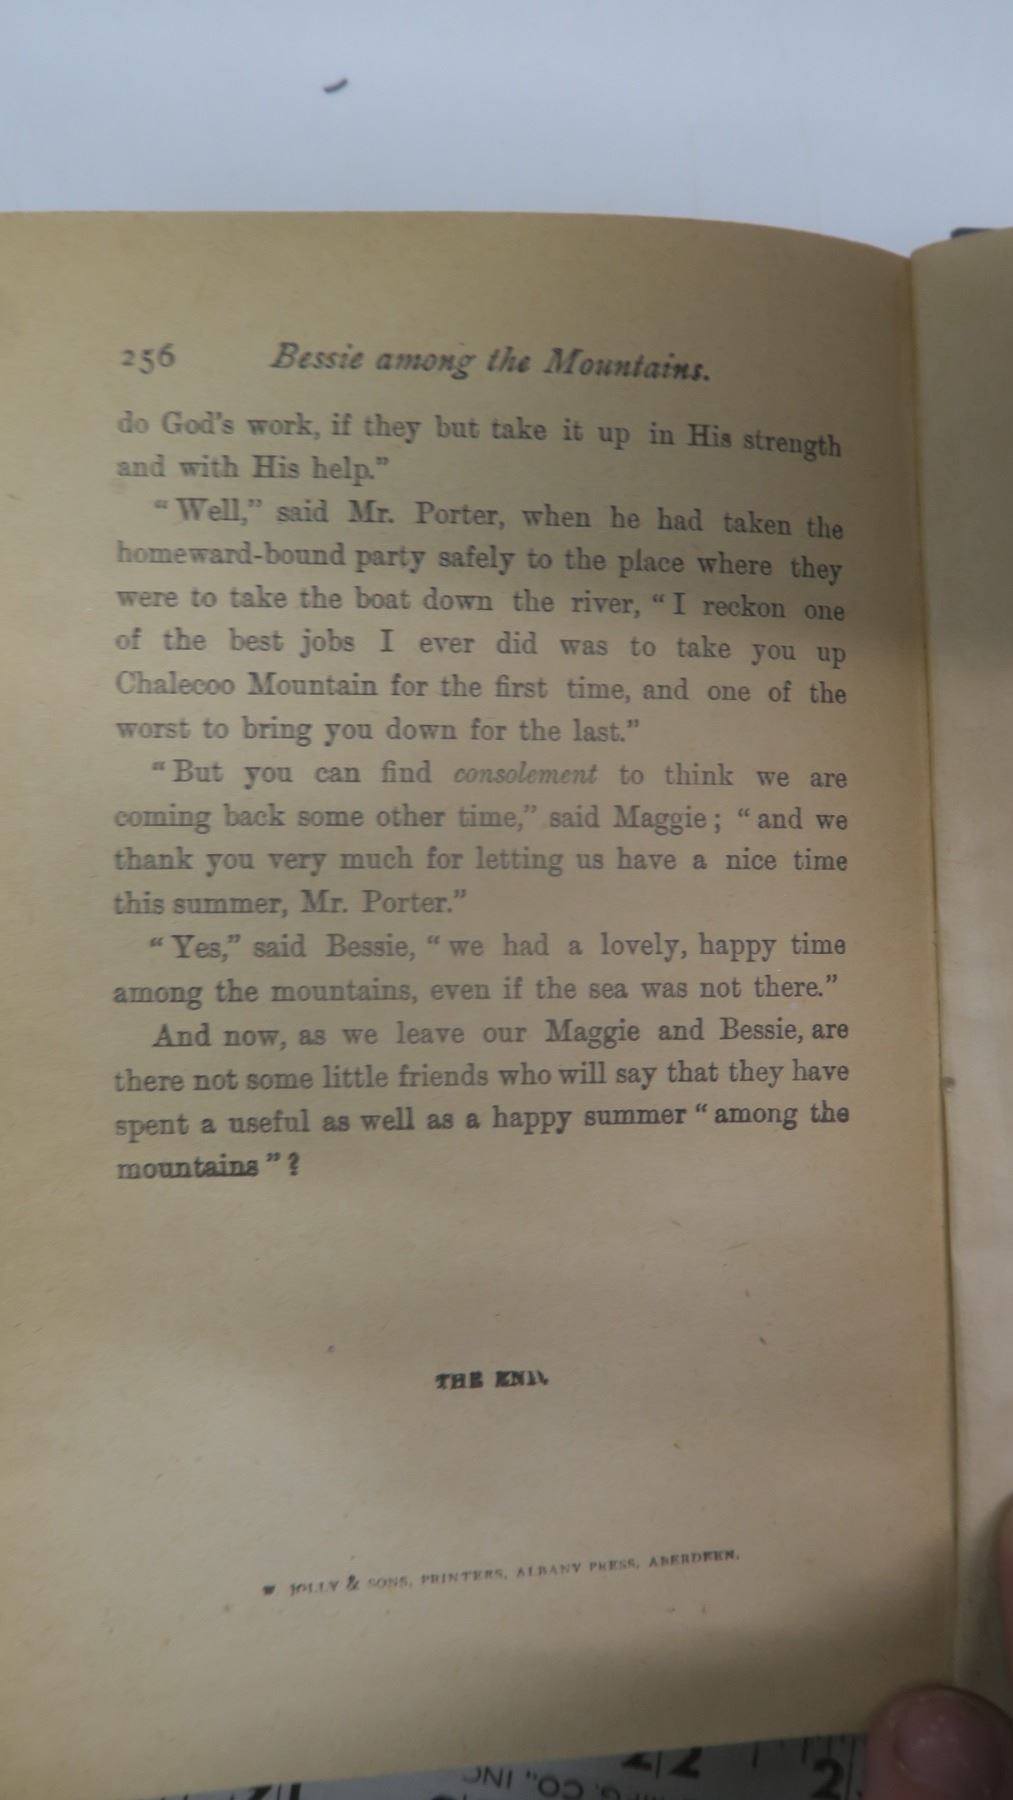 256 Bessie among the Mountains.
do God's work, if they but take it up in His strength
and with His help."
"Well," said Mr. Porter, when he had taken the
homeward-bound party safely to the place where they
were to take the boat down the river, "I reckon one
of the best jobs I ever did was to take you up
Chalecoo Mountain for the first time, and one of the
worst to bring you down for the last."
"But you can find consolement to think we are
coming back some other time," said Maggie; "and we
thank you very much for letting us have a nice time
this summer, Mr. Porter."
"Yes," said Bessie, "we had a lovely, happy time
among the mountains, even if the sea was not there."
And now, as we leave our Maggie and Bessie, are
there not some little friends who will say that they have
spent a useful as well as a happy summer "among the
mountains"?
THE END.
W. JOLLY & SONS, PRINTERS, ALBANY PRESS, ABERDEEN.
CO., INC